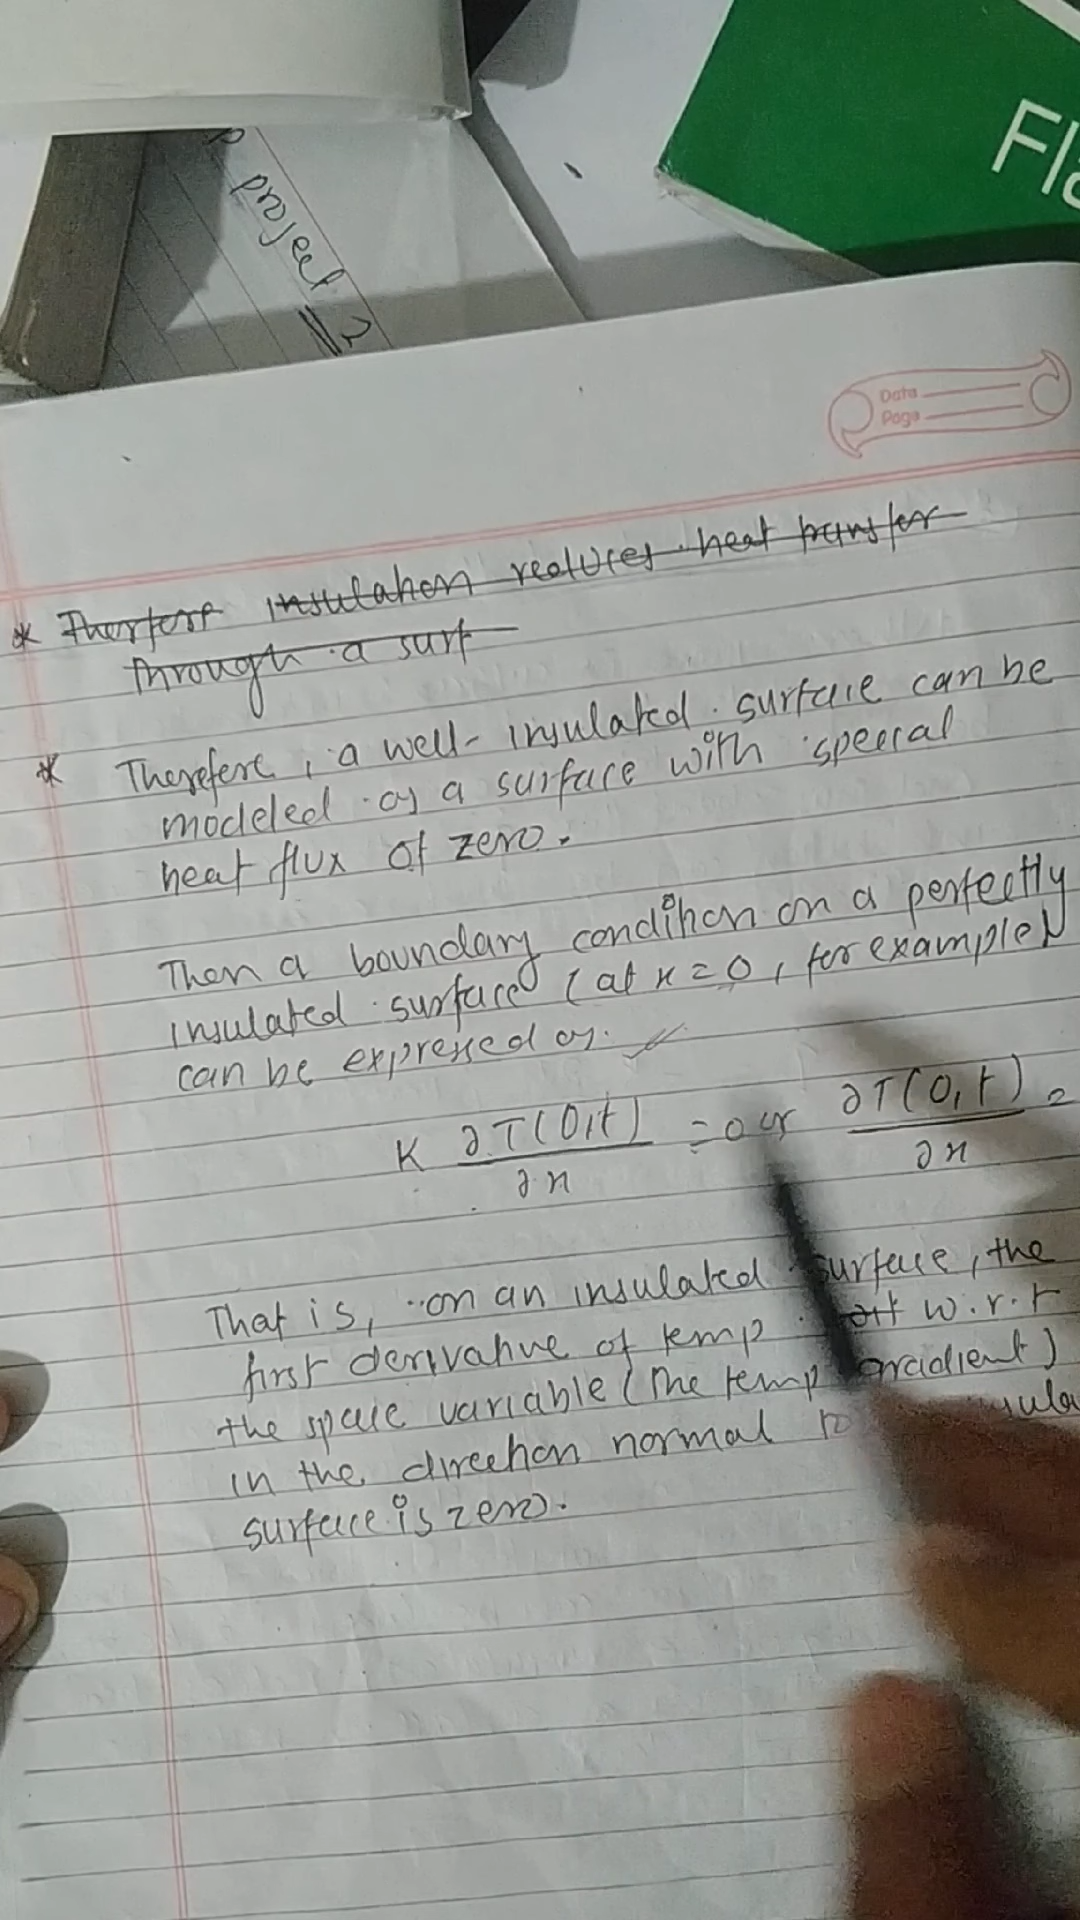 project 2
Fl
Data
Page
* Therefore insulation reduces heat transfer
through a surf
* Therefere, a well-insulated surface can be
modeled as a surface with special
heat flux of zero.
Then a boundary condition on a perfectly
insulated surface (at x=0, for example)
can be expressed as.
K ∂T(0,t)/∂x = 0 or ∂T(0,t)/∂x =
That is, on an insulated surface, the
first derivative of temp w.r.t
the space variable (the temp gradient)
in the direction normal to
surface is zero.